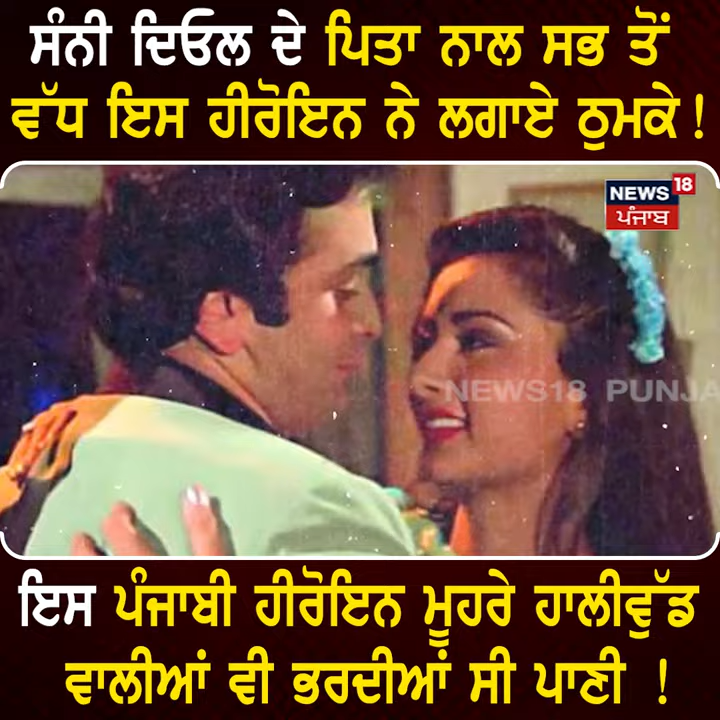 ਸੰਨੀ ਦਿਓਲ ਦੇ ਪਿਤਾ ਨਾਲ ਸਭ ਤੋਂ
ਵੱਧ ਇਸ ਹੀਰੋਇਨ ਨੇ ਲਗਾਏ ਠੁਮਕੇ !
NEWS 18
ਪੰਜਾਬ
NEWS18 PUNJA
ਇਸ ਪੰਜਾਬੀ ਹੀਰੋਇਨ ਮੂਹਰੇ ਹਾਲੀਵੁੱਡ
ਵਾਲੀਆਂ ਵੀ ਭਰਦੀਆਂ ਸੀ ਪਾਣੀ !